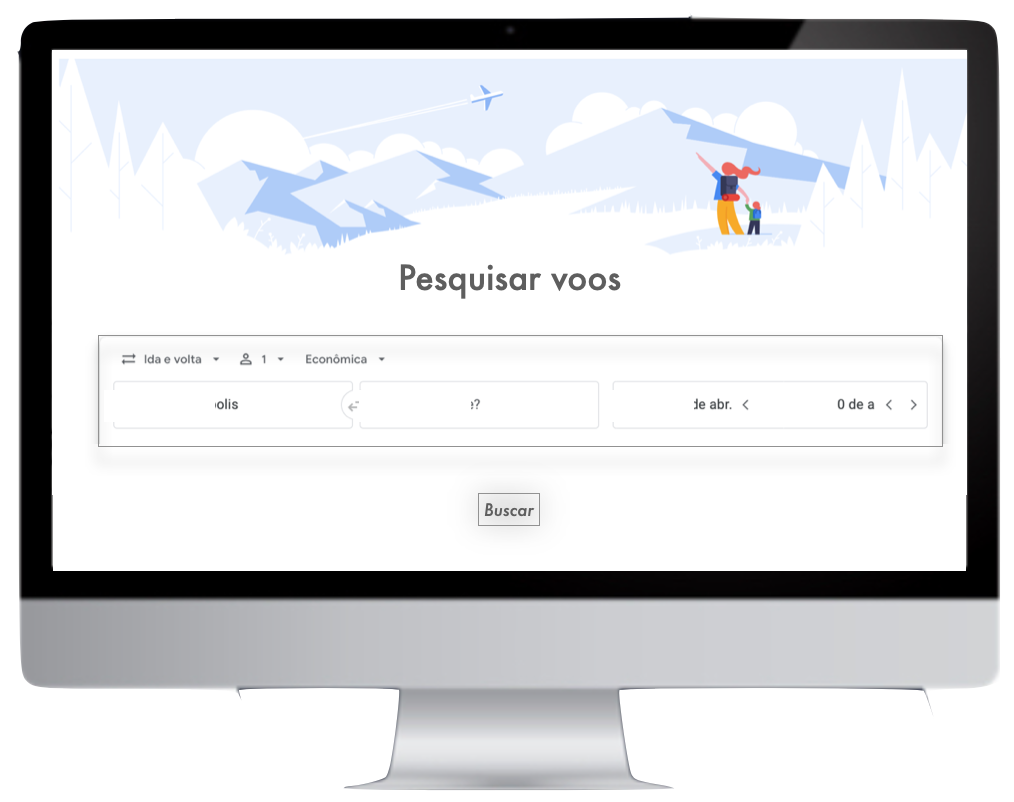 Pesquisar voos
Ida e volta 1 Econômica
olis ? de abr. 0 de a
Buscar